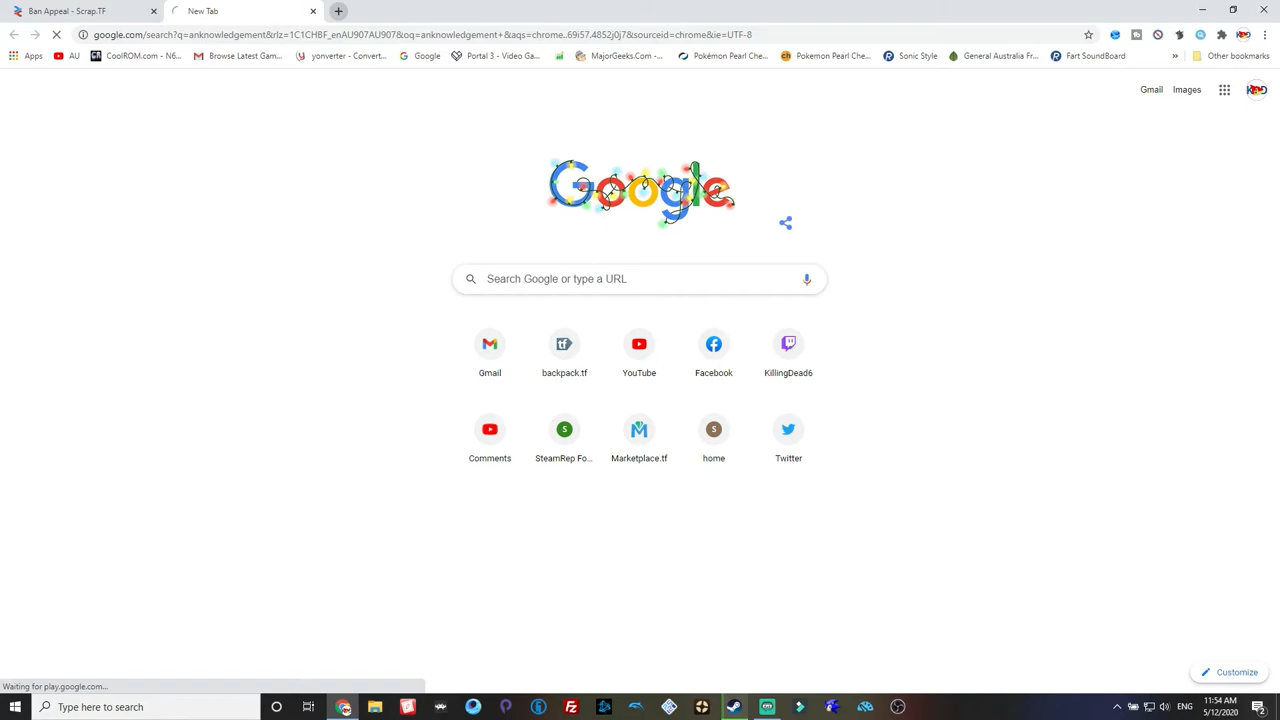 Ban Appeal - Scrap.TF
New Tab
google.com/search?q=anknowledgement&rlz=1C1CHBF_enAU907AU907&oq=anknowledgement+&aqs=chrome..69i57.4852j0j7&sourceid=chrome&ie=UTF-8
Apps AU CoolROM.com - N6... Browse Latest Gam... yonverter - Convert... Google Portal 3 - Video Ga... MajorGeeks.Com -... Pokémon Pearl Che... Pokemon Pearl Che... Sonic Style General Australia Fr... Fart SoundBoard » Other bookmarks
Gmail Images
Google
Search Google or type a URL
Gmail backpack.tf YouTube Facebook KillingDead6
Comments SteamRep Fo... Marketplace.tf home Twitter
Customize
Waiting for play.google.com...
Type here to search
ENG
11:54 AM
5/12/2020